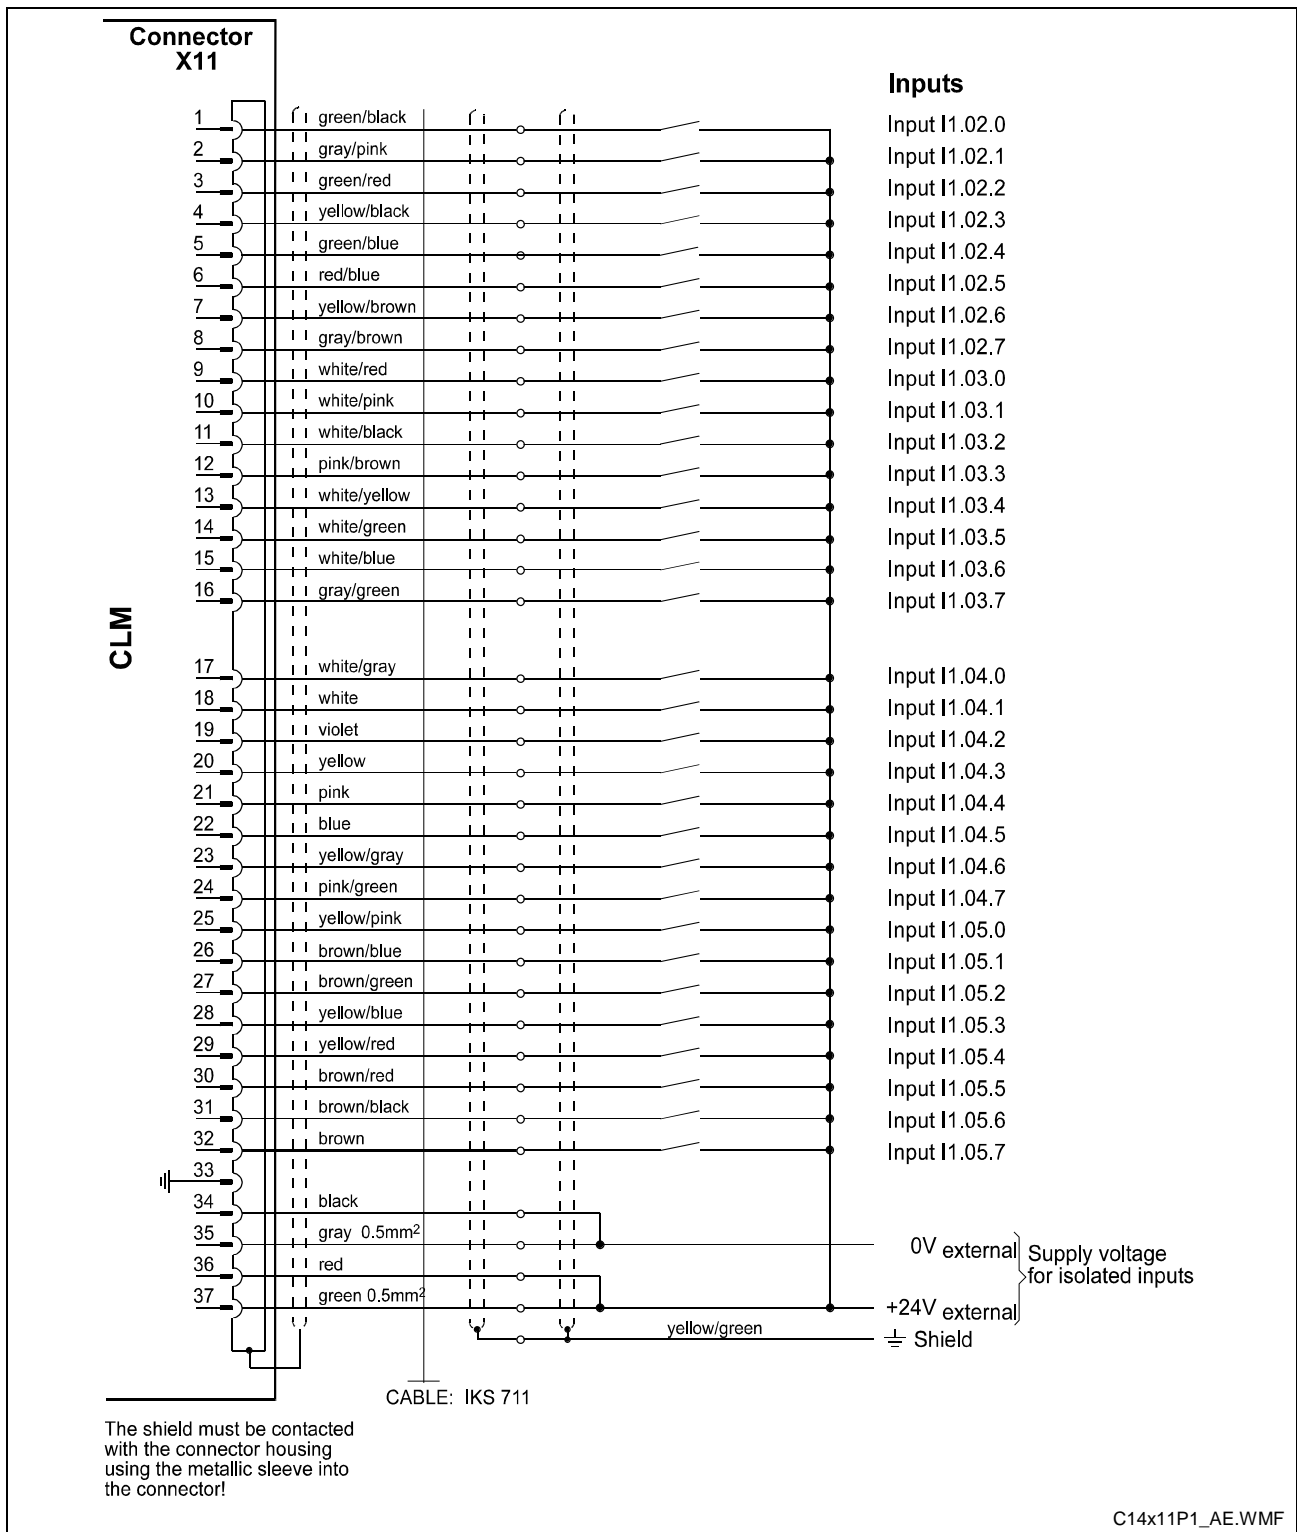 Connector
X11
Inputs
1 green/black Input I1.02.0
2 gray/pink Input I1.02.1
3 green/red Input I1.02.2
4 yellow/black Input I1.02.3
5 green/blue Input I1.02.4
6 red/blue Input I1.02.5
7 yellow/brown Input I1.02.6
8 gray/brown Input I1.02.7
9 white/red Input I1.03.0
10 white/pink Input I1.03.1
11 white/black Input I1.03.2
12 pink/brown Input I1.03.3
13 white/yellow Input I1.03.4
14 white/green Input I1.03.5
15 white/blue Input I1.03.6
16 gray/green Input I1.03.7
CLM
17 white/gray Input I1.04.0
18 white Input I1.04.1
19 violet Input I1.04.2
20 yellow Input I1.04.3
21 pink Input I1.04.4
22 blue Input I1.04.5
23 yellow/gray Input I1.04.6
24 pink/green Input I1.04.7
25 yellow/pink Input I1.05.0
26 brown/blue Input I1.05.1
27 brown/green Input I1.05.2
28 yellow/blue Input I1.05.3
29 yellow/red Input I1.05.4
30 brown/red Input I1.05.5
31 brown/black Input I1.05.6
32 brown Input I1.05.7
33
34 black
35 gray 0.5mm² 0V external
36 red
37 green 0.5mm² +24V external
Supply voltage
for isolated inputs
yellow/green Shield
CABLE: IKS 711
The shield must be contacted
with the connector housing
using the metallic sleeve into
the connector!
C14x11P1_AE.WMF